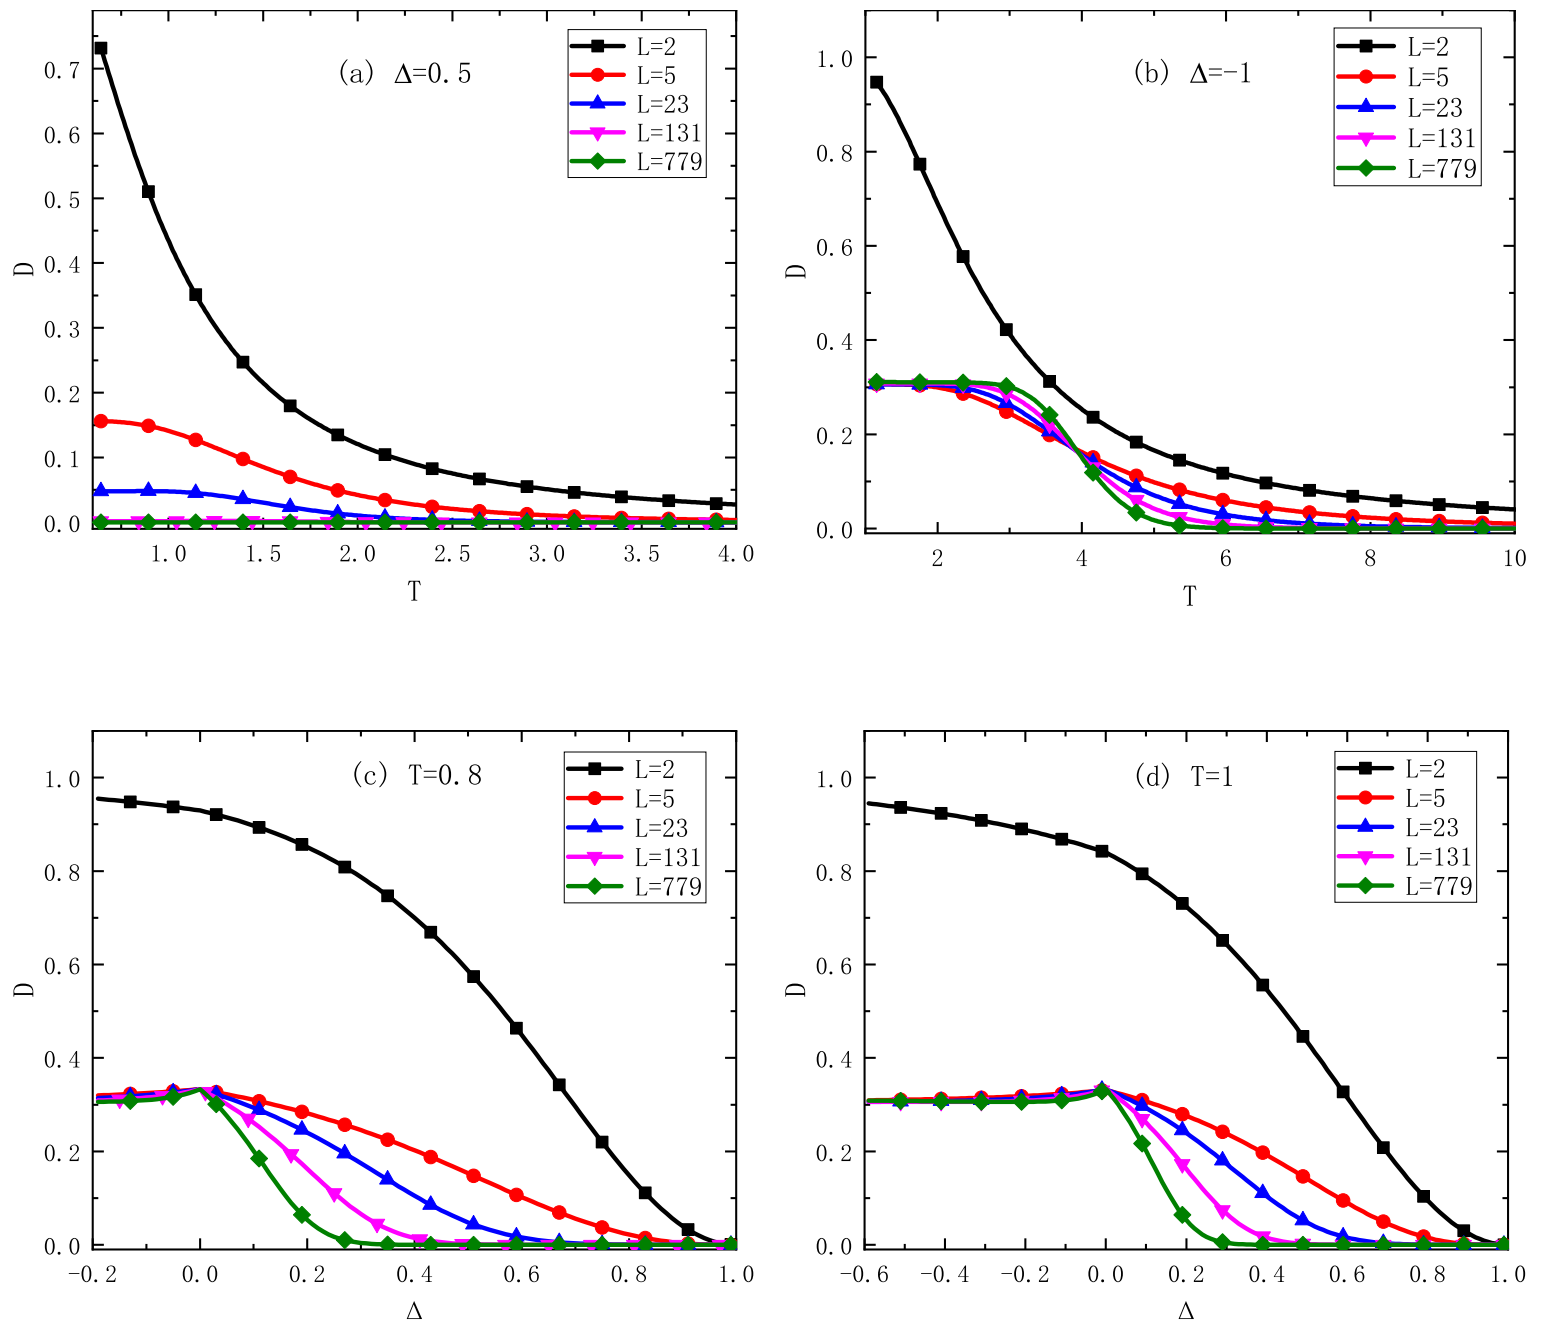 (a) Δ=0.5
L=2
L=5
L=23
L=131
L=779
0.7
0.6
0.5
0.4
0.3
0.2
0.1
0.0
D
1.0 1.5 2.0 2.5 3.0 3.5 4.0
T
(b) Δ=-1
L=2
L=5
L=23
L=131
L=779
1.0
0.8
0.6
0.4
0.2
0.0
D
2 4 6 8 10
T
(c) T=0.8
L=2
L=5
L=23
L=131
L=779
1.0
0.8
0.6
0.4
0.2
0.0
D
-0.2 0.0 0.2 0.4 0.6 0.8 1.0
Δ
(d) T=1
L=2
L=5
L=23
L=131
L=779
1.0
0.8
0.6
0.4
0.2
0.0
D
-0.6 -0.4 -0.2 0.0 0.2 0.4 0.6 0.8 1.0
Δ